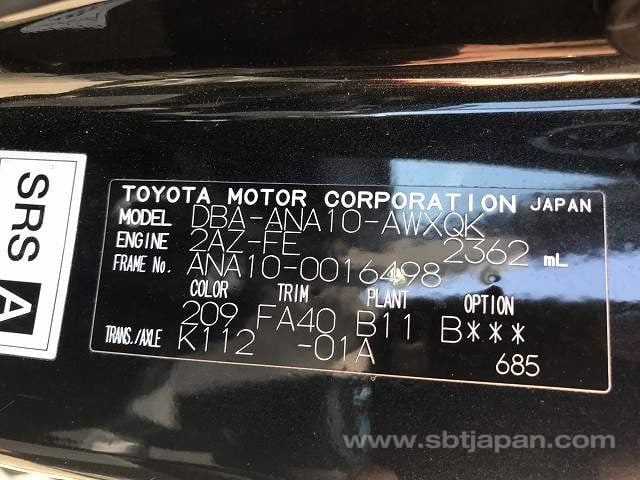 SRS A
TOYOTA MOTOR CORPORATION JAPAN
MODEL DBA-ANA10-AWXQK
ENGINE 2AZ-FE 2362 mL
FRAME No. ANA10-0016498
COLOR TRIM PLANT OPTION
209 FA40 B11 B***
TRANS./AXLE K112 -01A
685
www.sbtjapan.com